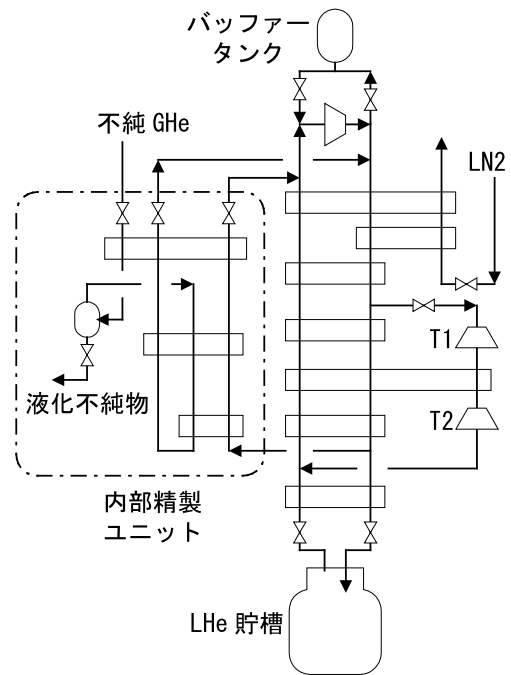 バッファー
タンク
不純 GHe
LN2
T1
T2
液化不純物
内部精製
ユニット
LHe 貯槽